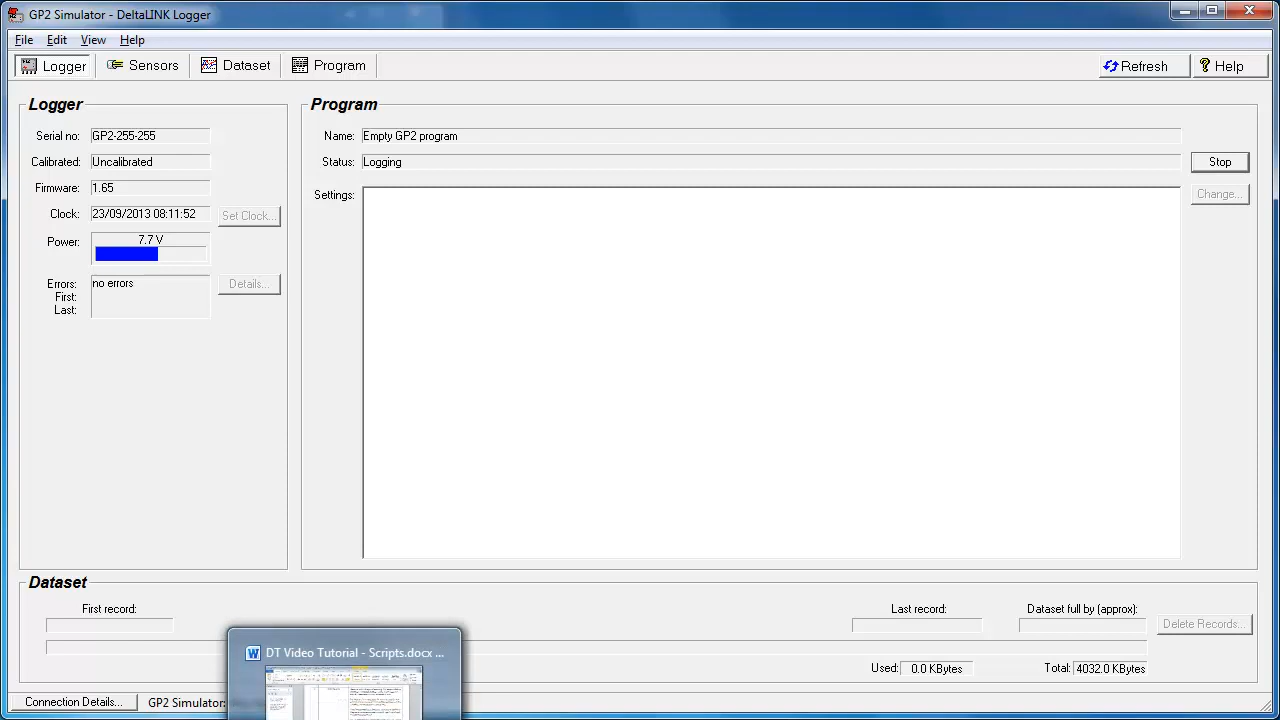 GP2 Simulator - DeltaLINK Logger
File Edit View Help
Logger Sensors Dataset Program Refresh Help
Logger
Serial no: GP2-255-255
Calibrated: Uncalibrated
Firmware: 1.65
Clock: 23/09/2013 08:11:52 Set Clock...
Power: 7.7 V
Errors: no errors Details...
First:
Last:
Program
Name: Empty GP2 program
Status: Logging Stop
Settings: Change...
Dataset
First record: Last record: Dataset full by (approx):
Delete Records...
Used: 0.0 KBytes Total: 4032.0 KBytes
DT Video Tutorial - Scripts.docx ...
GP2 Simulator: